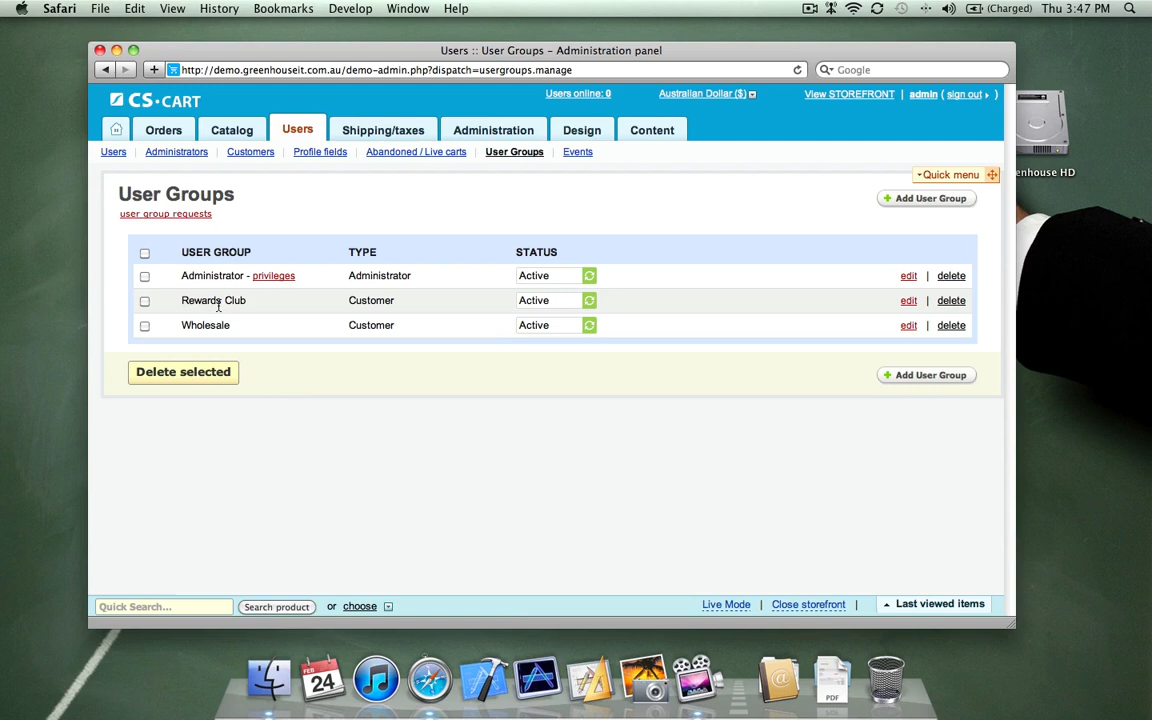 Safari File Edit View History Bookmarks Develop Window Help (Charged) Thu 3:47 PM
Users :: User Groups - Administration panel
http://demo.greenhouseit.com.au/demo-admin.php?dispatch=usergroups.manage Google
CS-CART Users online: 0 Australian Dollar ($) View STOREFRONT | admin ( sign out )
Orders Catalog Users Shipping/taxes Administration Design Content
Users Administrators Customers Profile fields Abandoned / Live carts User Groups Events
Quick menu
User Groups
Add User Group
user group requests
USER GROUP TYPE STATUS
Administrator - privileges Administrator Active edit | delete
Rewards Club Customer Active edit | delete
Wholesale Customer Active edit | delete
Delete selected Add User Group
Quick Search... Search product or choose Live Mode | Close storefront | Last viewed items
enhouse HD
FEB
24
PDF